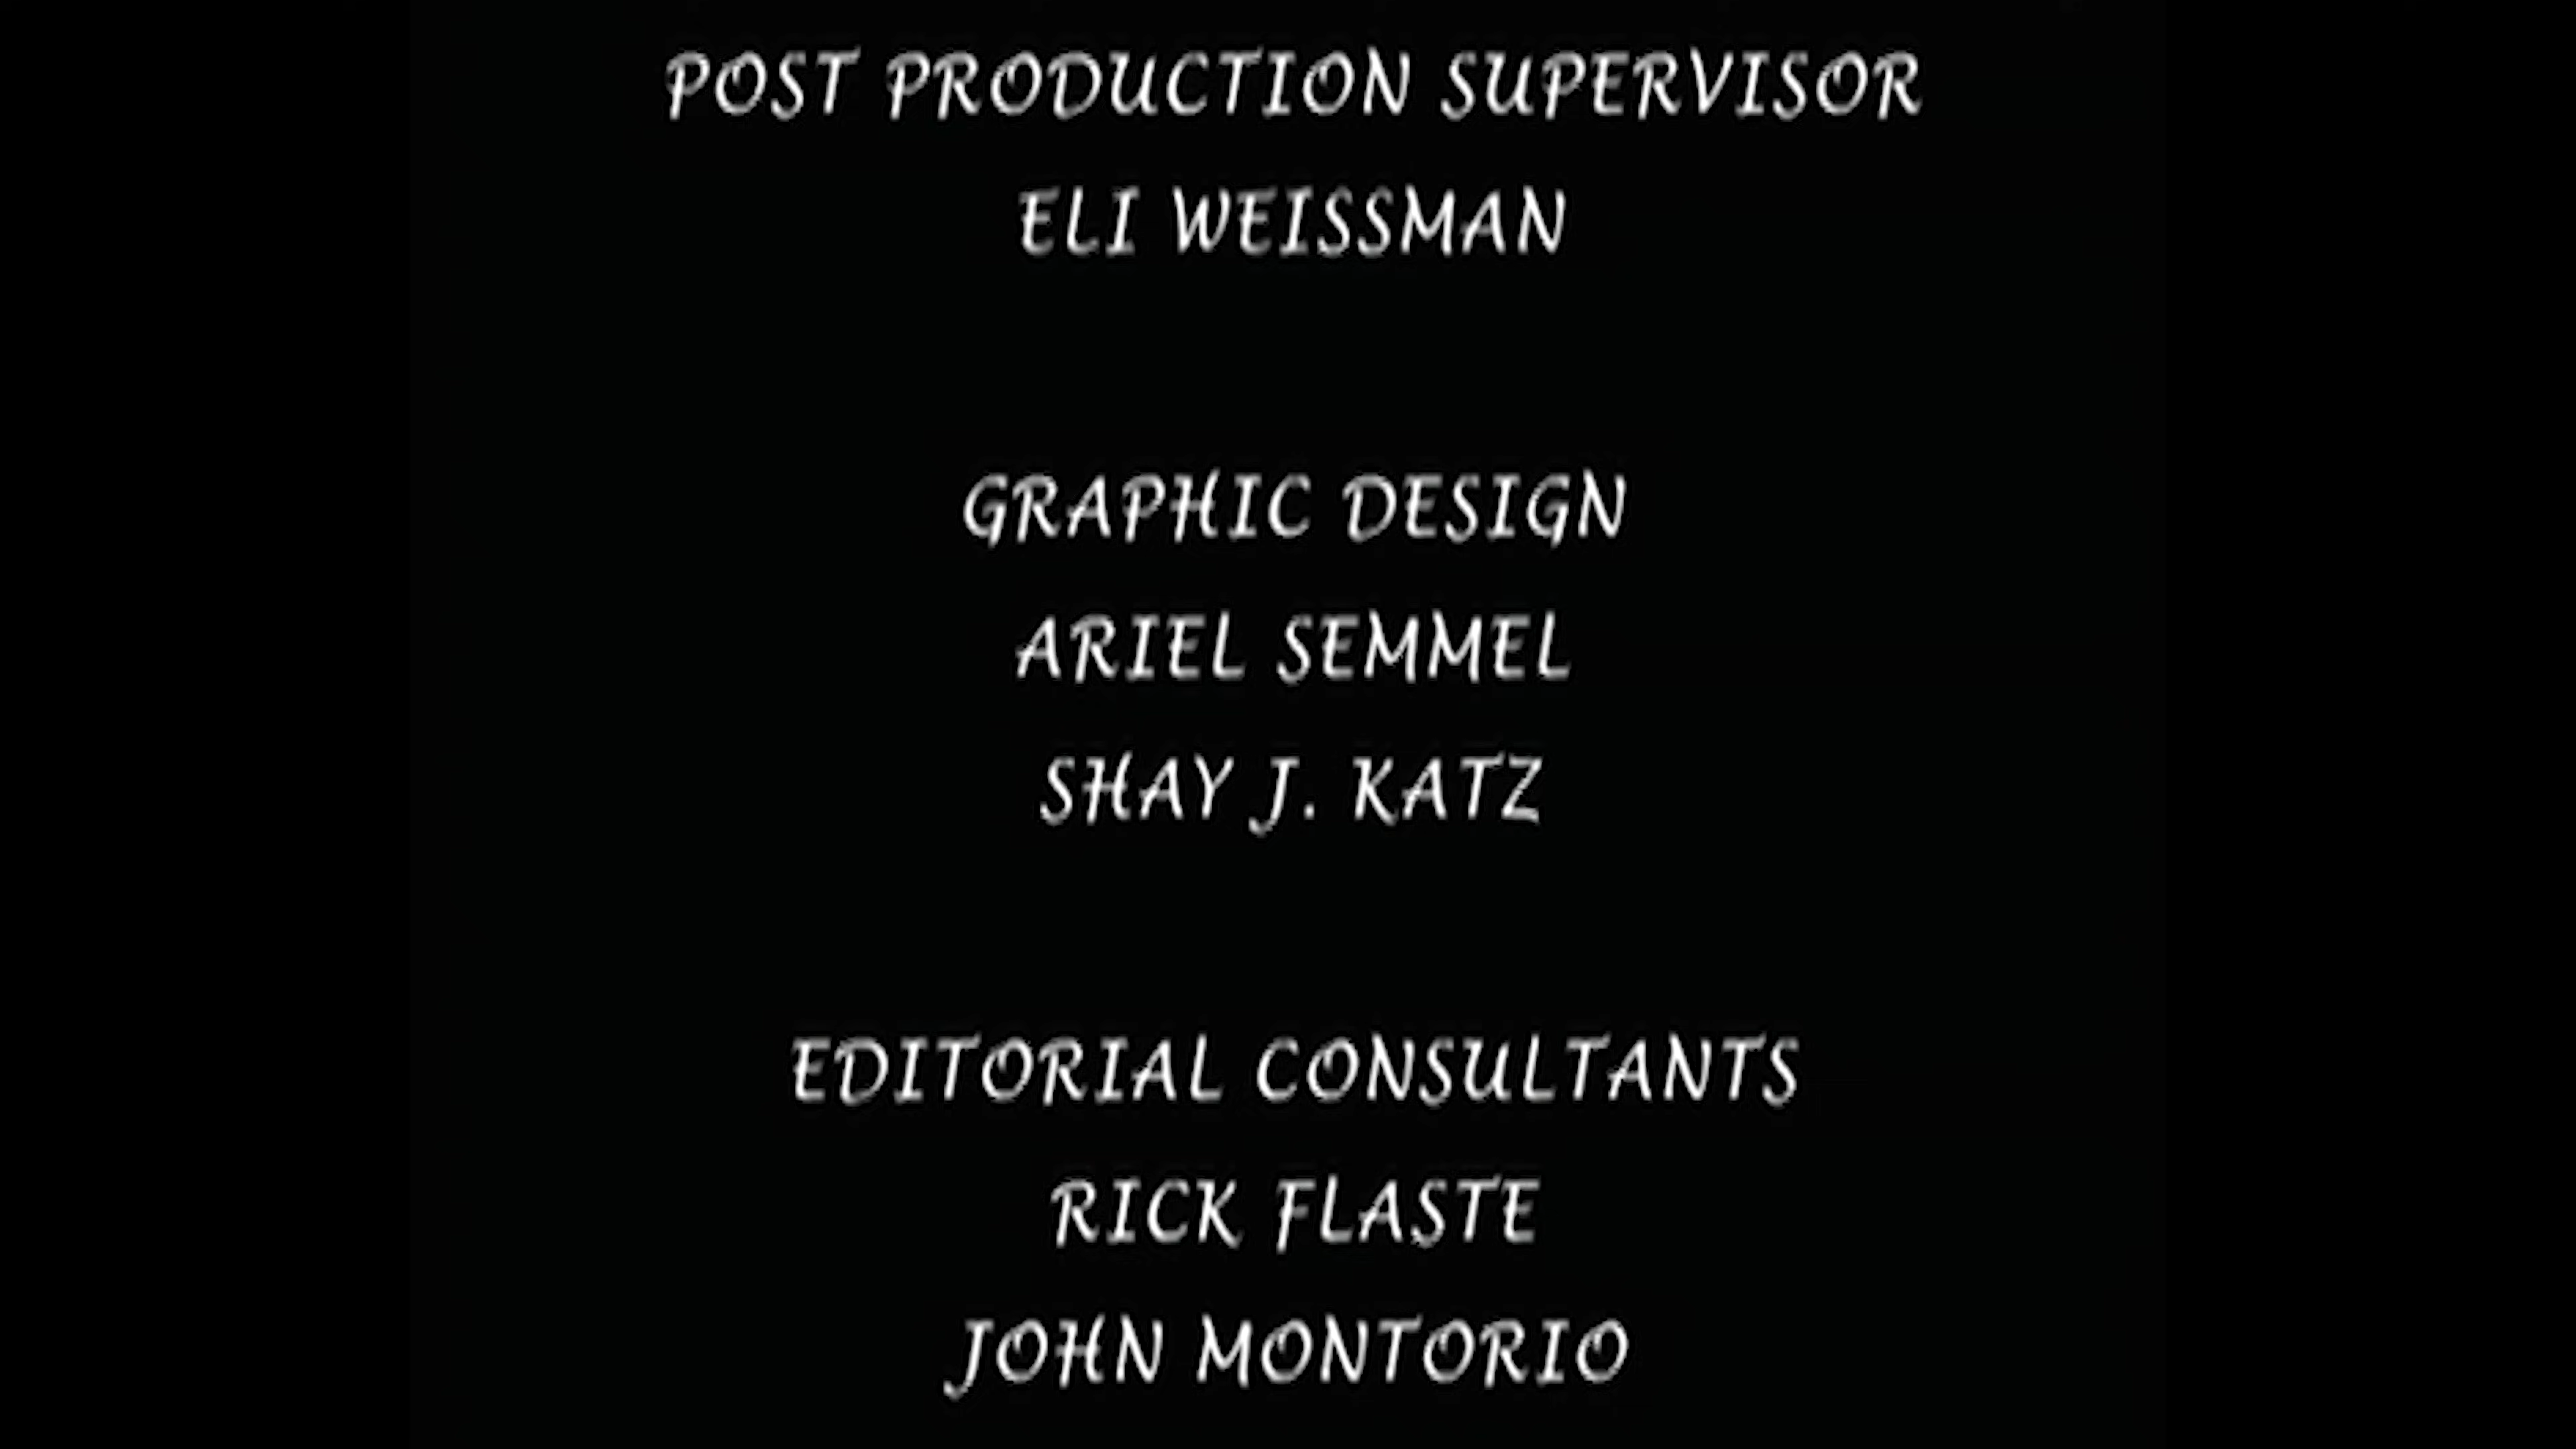 POST PRODUCTION SUPERVISOR
ELI WEISSMAN
GRAPHIC DESIGN
ARIEL SEMMEL
SHAY J. KATZ
EDITORIAL CONSULTANTS
RICK FLASTE
JOHN MONTORIO